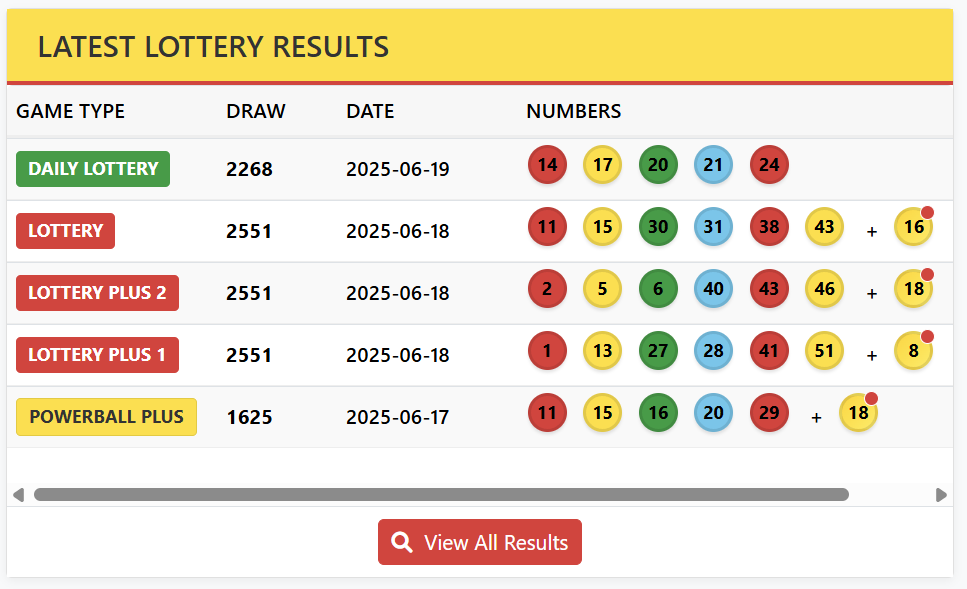 LATEST LOTTERY RESULTS
GAME TYPE DRAW DATE NUMBERS
DAILY LOTTERY 2268 2025-06-19 14 17 20 21 24
LOTTERY 2551 2025-06-18 11 15 30 31 38 43 + 16
LOTTERY PLUS 2 2551 2025-06-18 2 5 6 40 43 46 + 18
LOTTERY PLUS 1 2551 2025-06-18 1 13 27 28 41 51 + 8
POWERBALL PLUS 1625 2025-06-17 11 15 16 20 29 + 18
View All Results